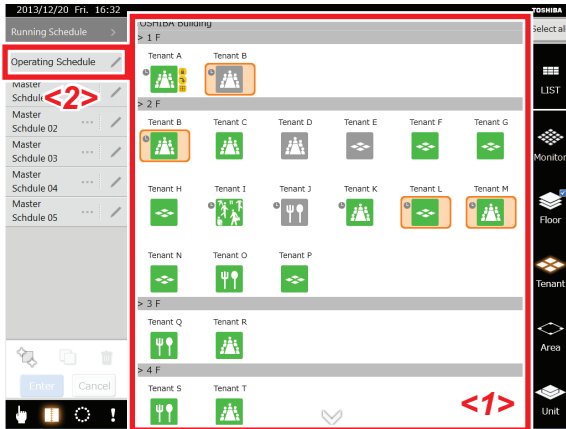 2013/12/20 Fri. 16:32
TOSHIBA
Running Schedule >
Operating Schedule
Master
<2>
Master
Schdule 02 ...
Master
Schdule 03 ...
Master
Schdule 04 ...
Master
Schdule 05 ...
Enter Cancel
!
OSHIBA Building
> 1 F
Tenant A Tenant B
> 2 F
Tenant B Tenant C Tenant D Tenant E Tenant F Tenant G
Tenant H Tenant I Tenant J Tenant K Tenant L Tenant M
Tenant N Tenant O Tenant P
> 3 F
Tenant Q Tenant R
> 4 F
Tenant S Tenant T
<1>
Select all
LIST
Monitor
Floor
Tenant
Area
Unit